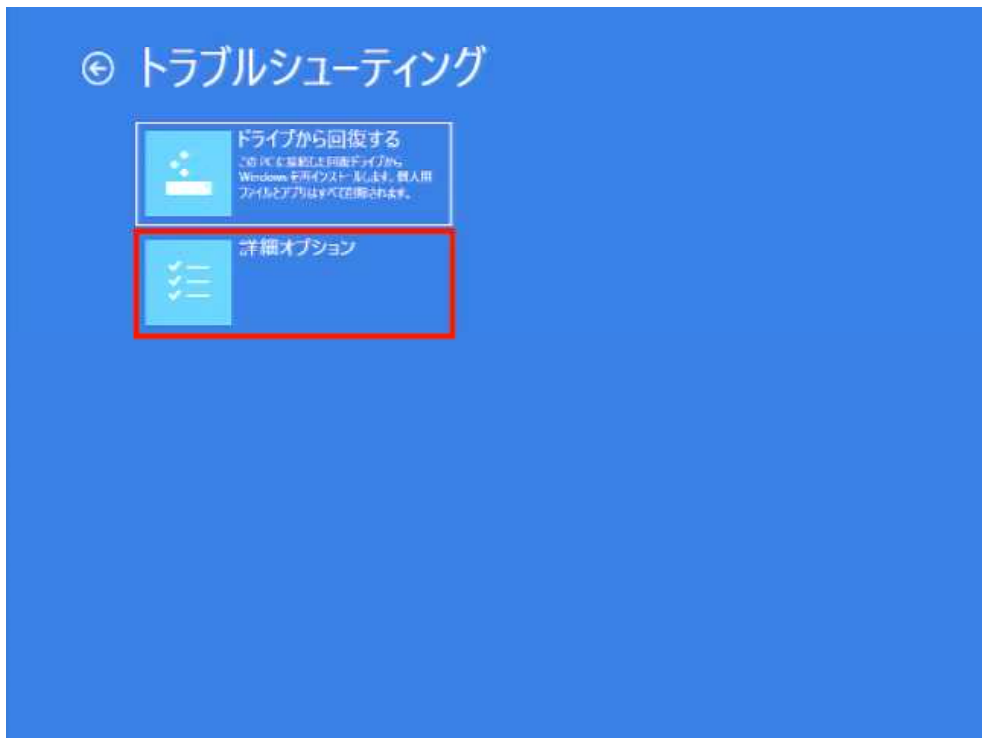 トラブルシューティング
ドライブから回復する
この PC に接続した回復ドライブから
Windows を再インストールします。個人用
ファイルとアプリはすべて削除されます。
詳細オプション